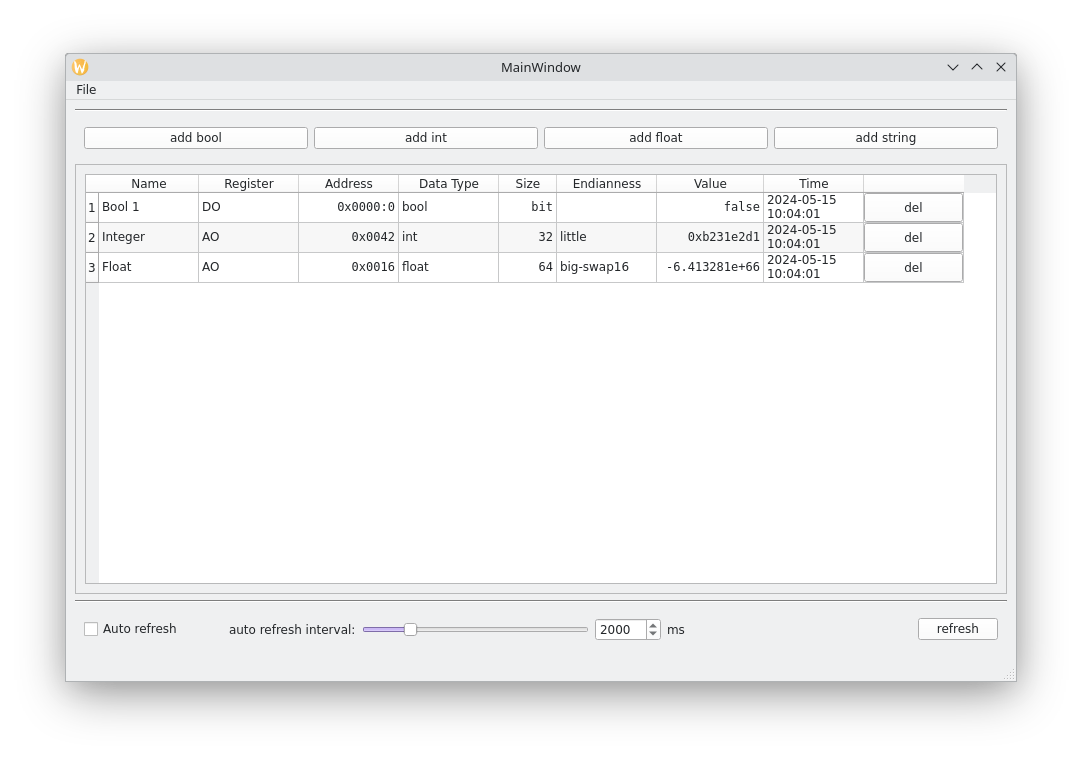 W MainWindow
File
add bool add int add float add string
Name Register Address Data Type Size Endianness Value Time
1 Bool 1 DO 0x0000:0 bool bit false 2024-05-15 10:04:01 del
2 Integer AO 0x0042 int 32 little 0xb231e2d1 2024-05-15 10:04:01 del
3 Float AO 0x0016 float 64 big-swap16 -6.413281e+66 2024-05-15 10:04:01 del
Auto refresh auto refresh interval: 2000 ms refresh